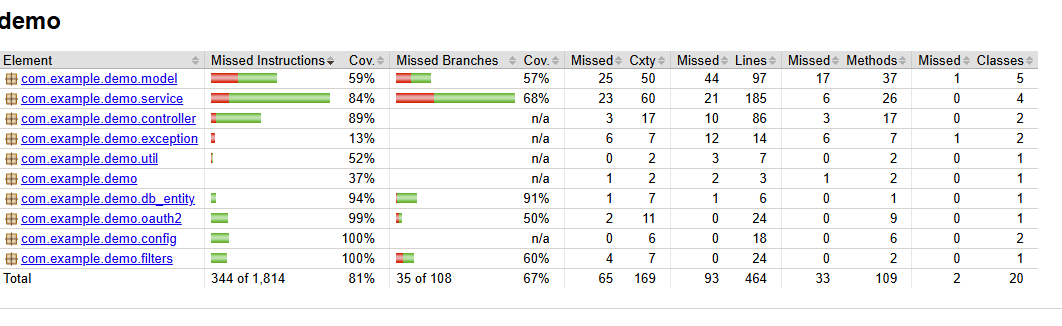 demo
Element Missed Instructions Cov. Missed Branches Cov. Missed Cxty Missed Lines Missed Methods Missed Classes
com.example.demo.model 59% 57% 25 50 44 97 17 37 1 5
com.example.demo.service 84% 68% 23 60 21 185 6 26 0 4
com.example.demo.controller 89% n/a 3 17 10 86 3 17 0 2
com.example.demo.exception 13% n/a 6 7 12 14 6 7 1 2
com.example.demo.util 52% n/a 0 2 3 7 0 2 0 1
com.example.demo 37% n/a 1 2 2 3 1 2 0 1
com.example.demo.db_entity 94% 91% 1 7 1 6 0 1 0 1
com.example.demo.oauth2 99% 50% 2 11 0 24 0 9 0 1
com.example.demo.config 100% n/a 0 6 0 18 0 6 0 2
com.example.demo.filters 100% 60% 4 7 0 24 0 2 0 1
Total 344 of 1,814 81% 35 of 108 67% 65 169 93 464 33 109 2 20